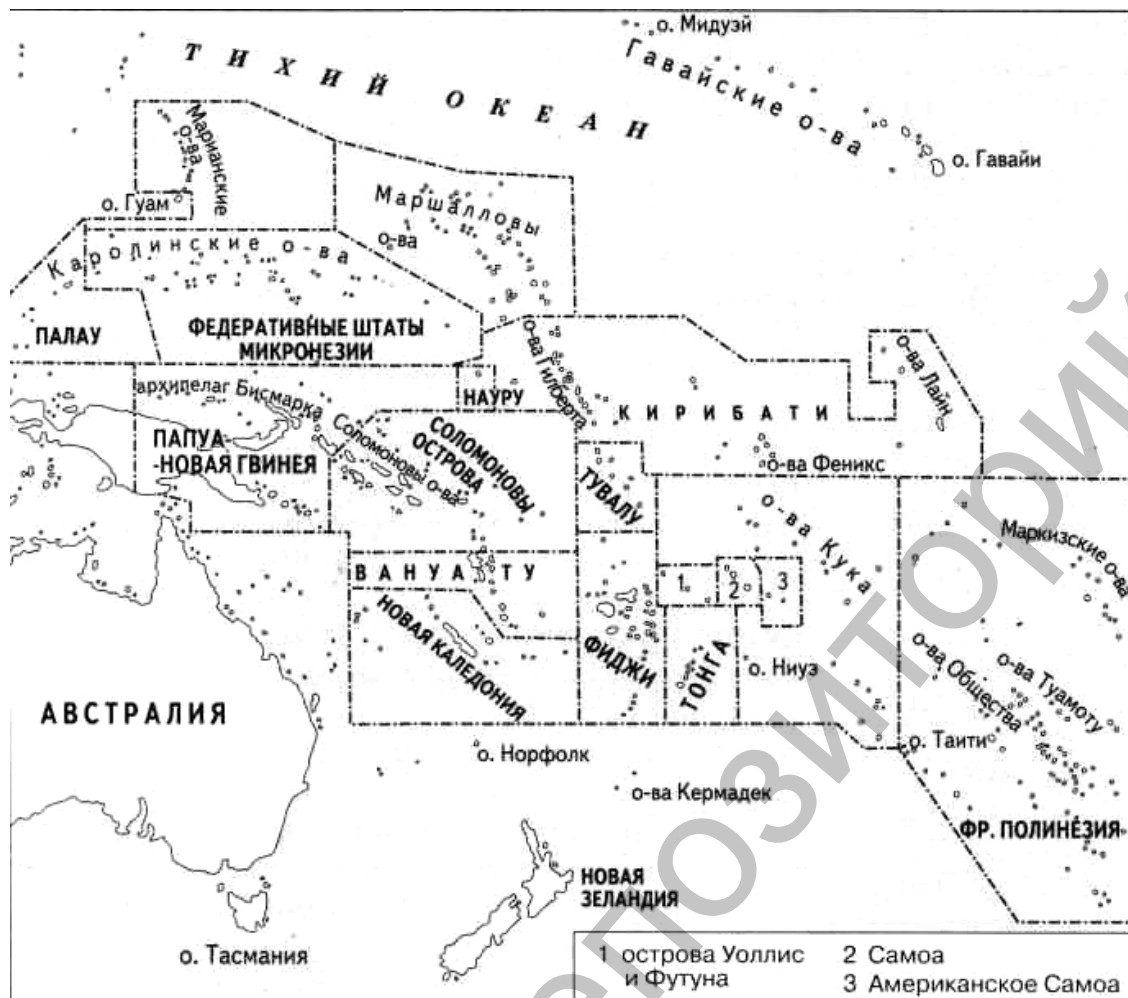 о. Мидуэй
ТИХИЙ ОКЕАН
Гавайские о-ва
о. Гавайи
Марианские
о-ва
о. Гуам
Маршалловы
о-ва
Каролинские о-ва
ПАЛАУ
ФЕДЕРАТИВНЫЕ ШТАТЫ
МИКРОНЕЗИИ
о-ва Гилберта
о-ва Лайн
НАУРУ
КИРИБАТИ
архипелаг Бисмарка
Соломоновы о-ва
СОЛОМОНОВЫ
ОСТРОВА
ПАПУА-
-НОВАЯ ГВИНЕЯ
ТУВАЛУ
о-ва Феникс
о-ва Кука
Маркизские о-ва
ВАНУАТУ
1
2
3
НОВАЯ КАЛЕДОНИЯ
ФИДЖИ
ТОНГА
о. Ниуэ
о-ва Общества
о-ва Туамоту
АВСТРАЛИЯ
о. Таити
о. Норфолк
о-ва Кермадек
ФР. ПОЛИНЕЗИЯ
НОВАЯ
ЗЕЛАНДИЯ
о. Тасмания
1 острова Уоллис
и Футуна
2 Самоа
3 Американское Самоа